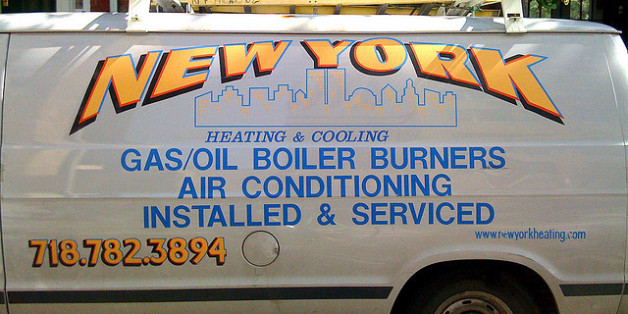 NEW YORK
HEATING & COOLING
GAS/OIL BOILER BURNERS
AIR CONDITIONING
INSTALLED & SERVICED
www.newyorkheating.com
718.782.3894